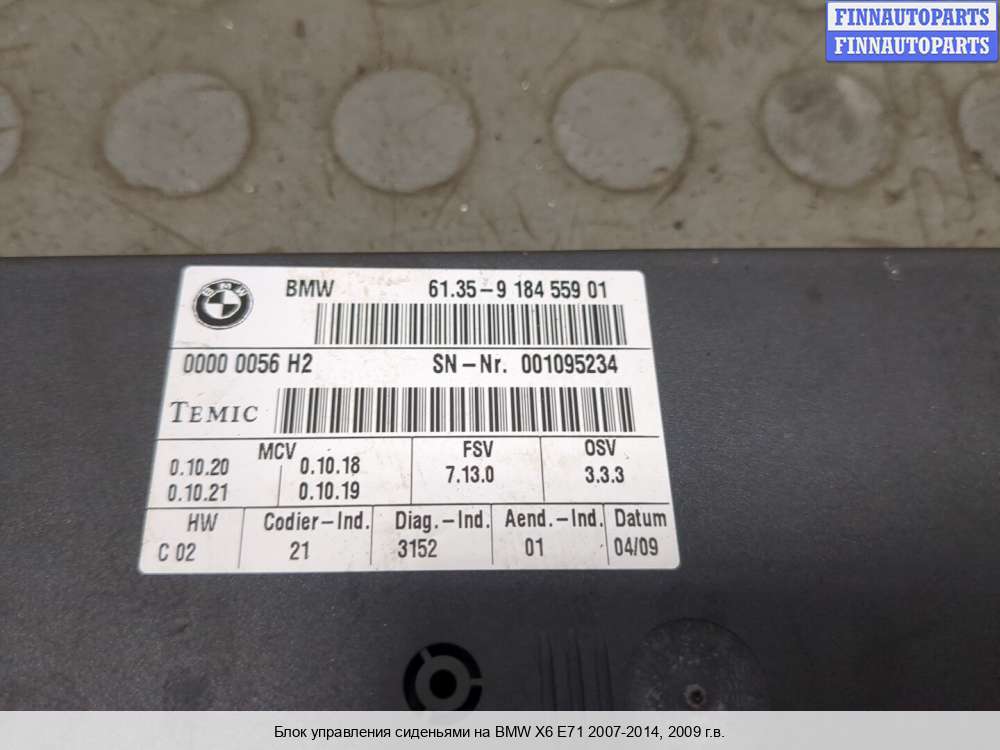 FINNAUTOPARTS
FINNAUTOPARTS
BMW
BMW 61.35-9 184 559 01
0000 0056 H2 SN-Nr. 001095234
TEMIC
MCV FSV OSV
0.10.20 0.10.18 7.13.0 3.3.3
0.10.21 0.10.19
HW Codier-Ind. Diag.-Ind. Aend.-Ind. Datum
C 02 21 3152 01 04/09
Блок управления сиденьями на BMW X6 E71 2007-2014, 2009 г.в.